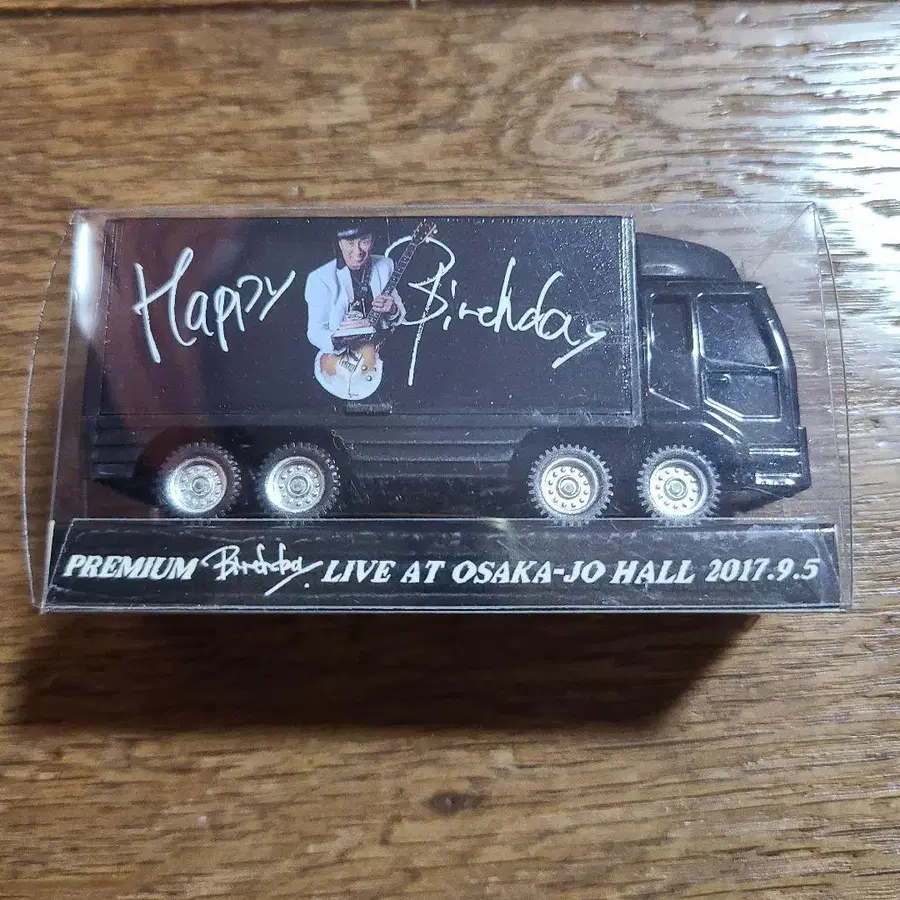 Happy Birthday
PREMIUM Birthday LIVE AT OSAKA-JO HALL 2017.9.5